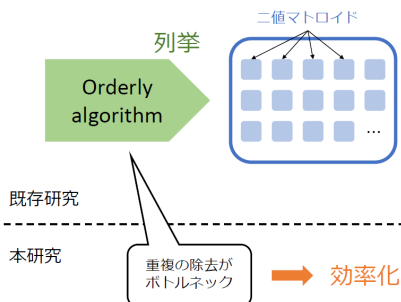 二値マトロイド
列挙
Orderly
algorithm
...
既存研究
本研究
重複の除去が
ボトルネック
効率化